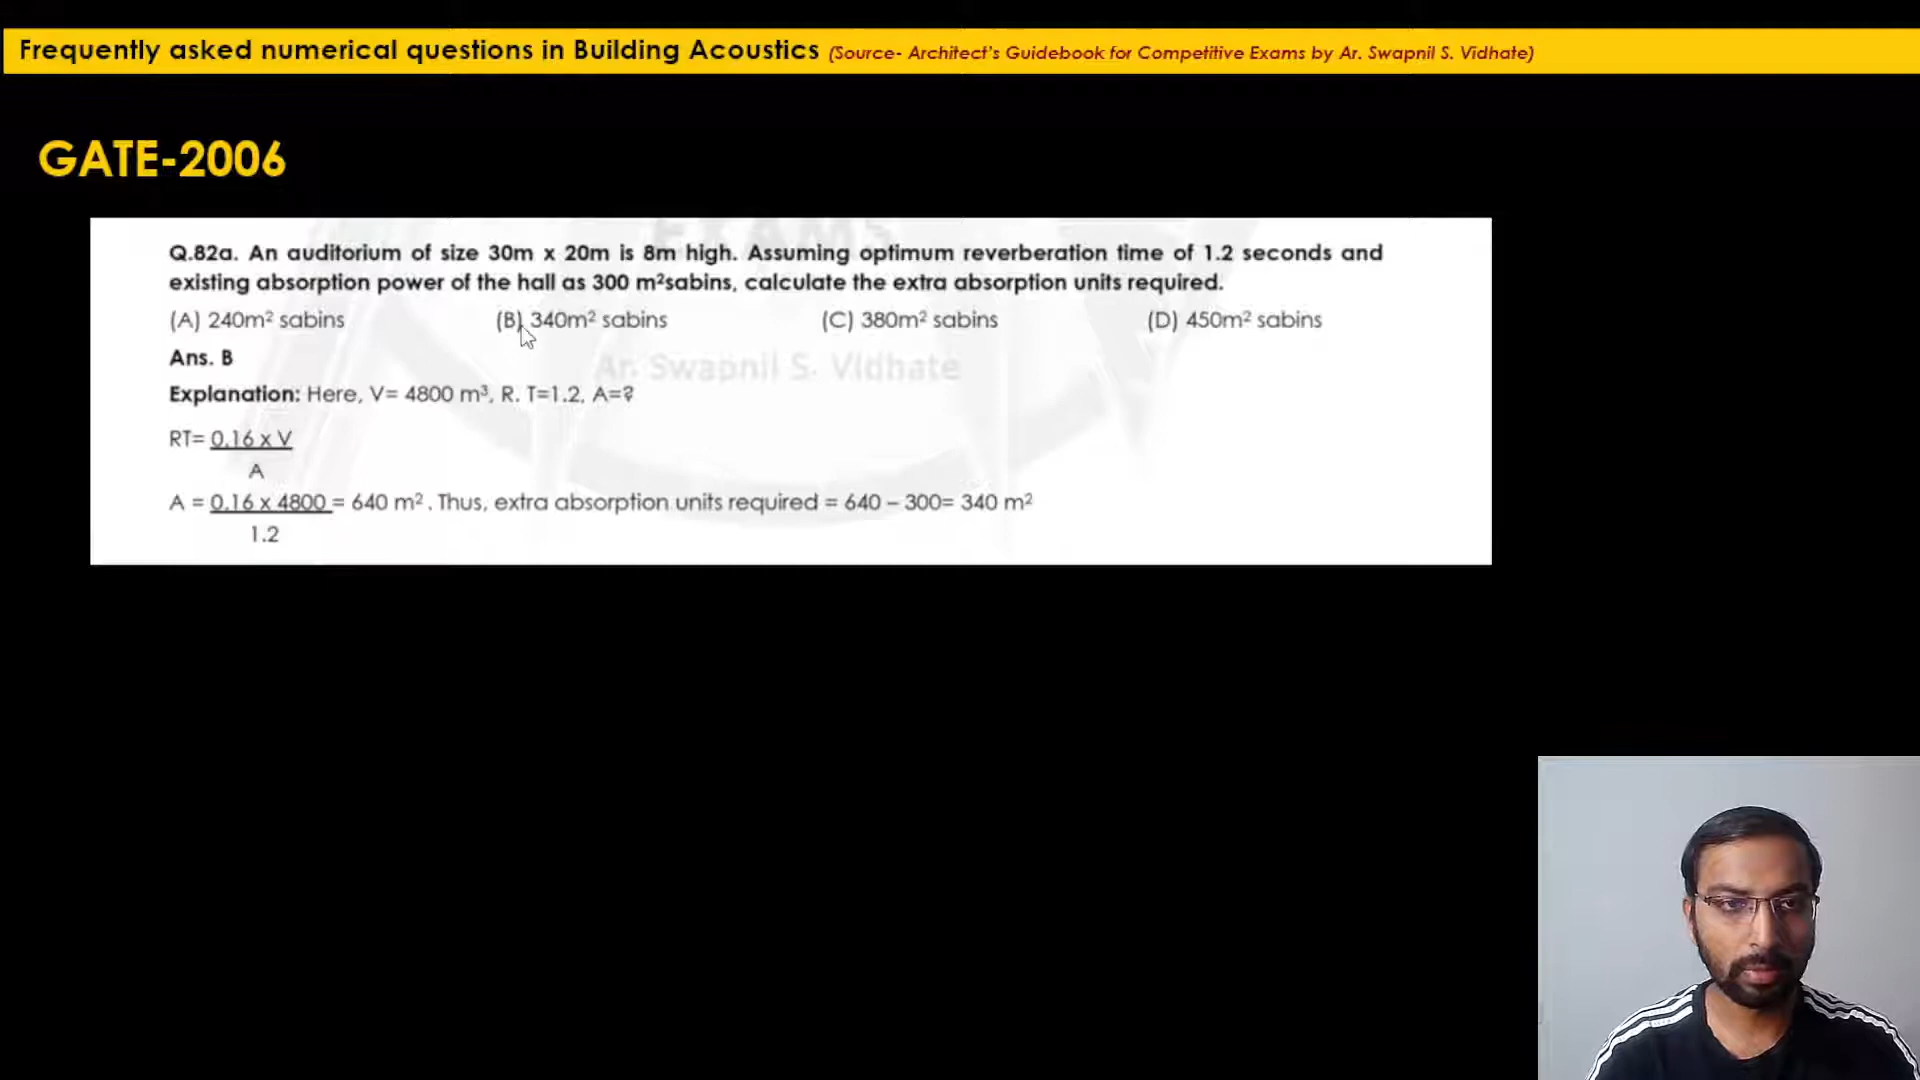 Frequently asked numerical questions in Building Acoustics (Source- Architect's Guidebook for Competitive Exams by Ar. Swapnil S. Vidhate)
GATE-2006
EXAMS
Q.82a. An auditorium of size 30m x 20m is 8m high. Assuming optimum reverberation time of 1.2 seconds and
existing absorption power of the hall as 300 m²sabins, calculate the extra absorption units required.
(A) 240m² sabins (B) 340m² sabins (C) 380m² sabins (D) 450m² sabins
Ans. B
Ar. Swapnil S. Vidhate
Explanation: Here, V= 4800 m³, R. T=1.2, A=?
RT= 0.16 x V
A
A = 0.16 x 4800 = 640 m² . Thus, extra absorption units required = 640 – 300= 340 m²
1.2